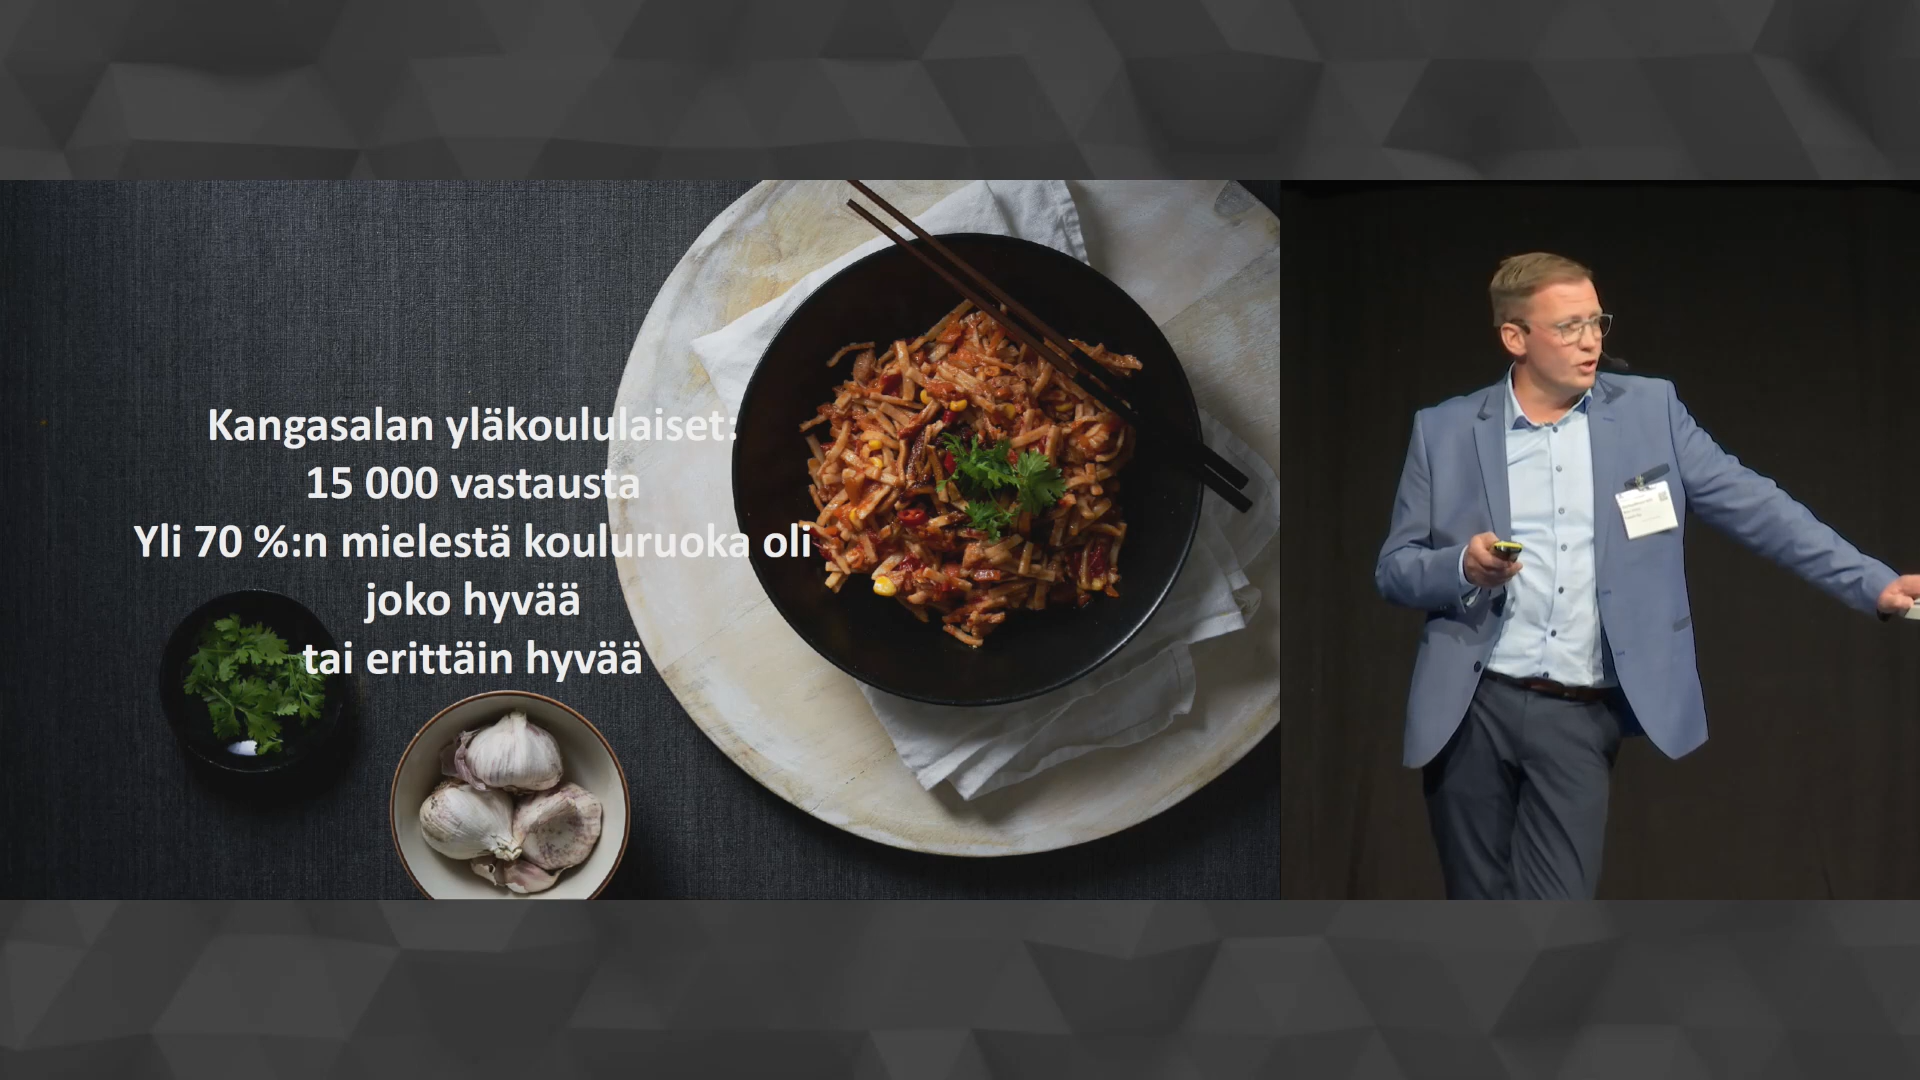 Kangasalan yläkoululaiset:
15 000 vastausta
Yli 70 %:n mielestä kouluruoka oli
joko hyvää
tai erittäin hyvää